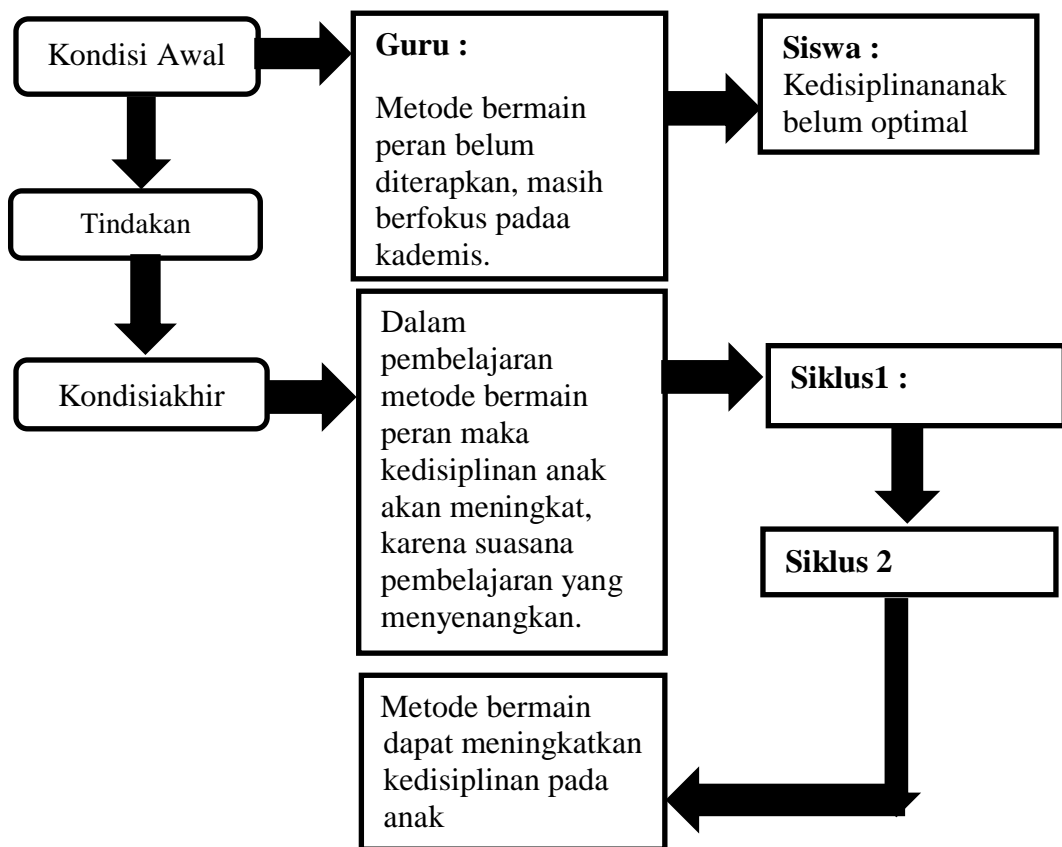 Kondisi Awal
Guru :
Metode bermain
peran belum
diterapkan, masih
berfokus padaa
kademis.
Siswa :
Kedisiplinananak
belum optimal
Tindakan
Kondisiakhir
Dalam
pembelajaran
metode bermain
peran maka
kedisiplinan anak
akan meningkat,
karena suasana
pembelajaran yang
menyenangkan.
Siklus1 :
Siklus 2
Metode bermain
dapat meningkatkan
kedisiplinan pada
anak